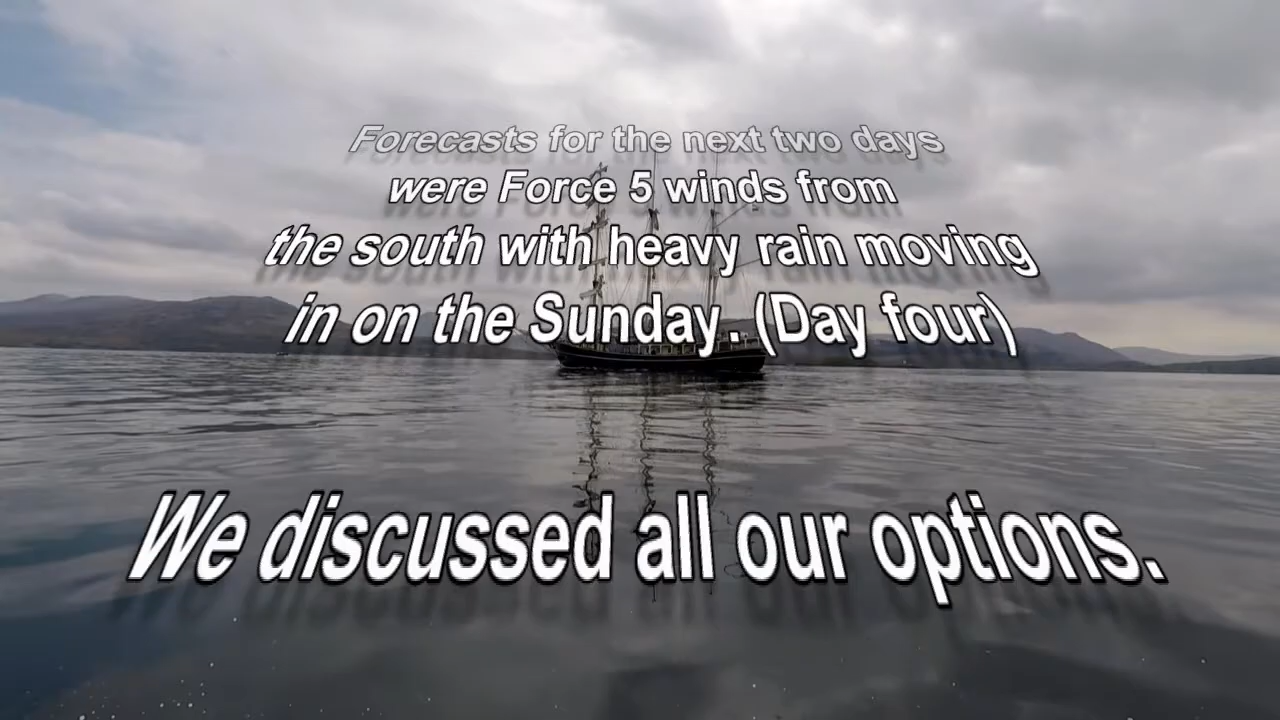 Forecasts for the next two days
were Force 5 winds from
the south with heavy rain moving
in on the Sunday. (Day four)
We discussed all our options.